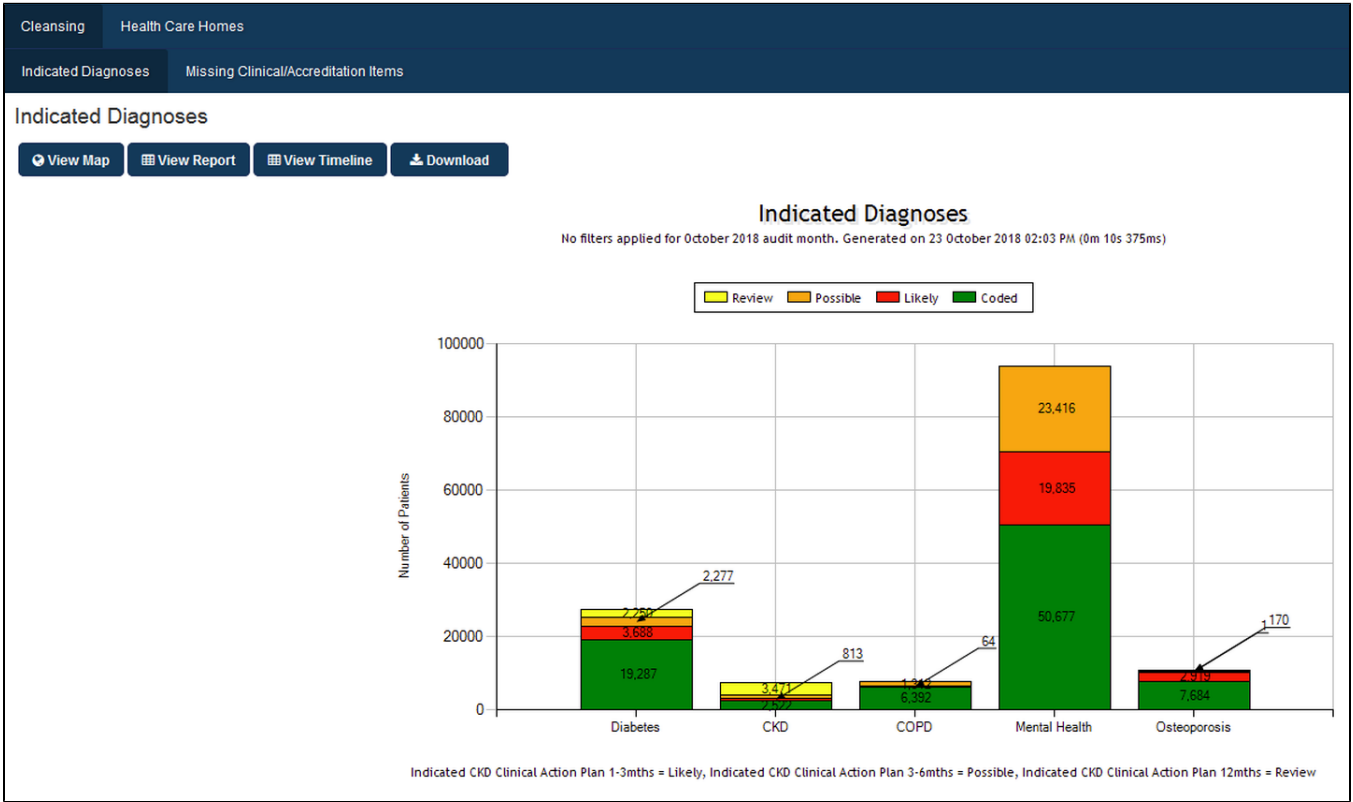 Cleansing Health Care Homes
Indicated Diagnoses Missing Clinical/Accreditation Items
Indicated Diagnoses
View Map View Report View Timeline Download
Indicated Diagnoses
No filters applied for October 2018 audit month. Generated on 23 October 2018 02:03 PM (0m 10s 375ms)
Review Possible Likely Coded
100000
80000
60000
40000
20000
0
Number of Patients
2,277
3,688
19,287
813
3,471
2,522
64
6,392
23,416
19,835
50,677
1
170
2,919
7,684
Diabetes CKD COPD Mental Health Osteoporosis
Indicated CKD Clinical Action Plan 1-3mths = Likely, Indicated CKD Clinical Action Plan 3-6mths = Possible, Indicated CKD Clinical Action Plan 12mths = Review